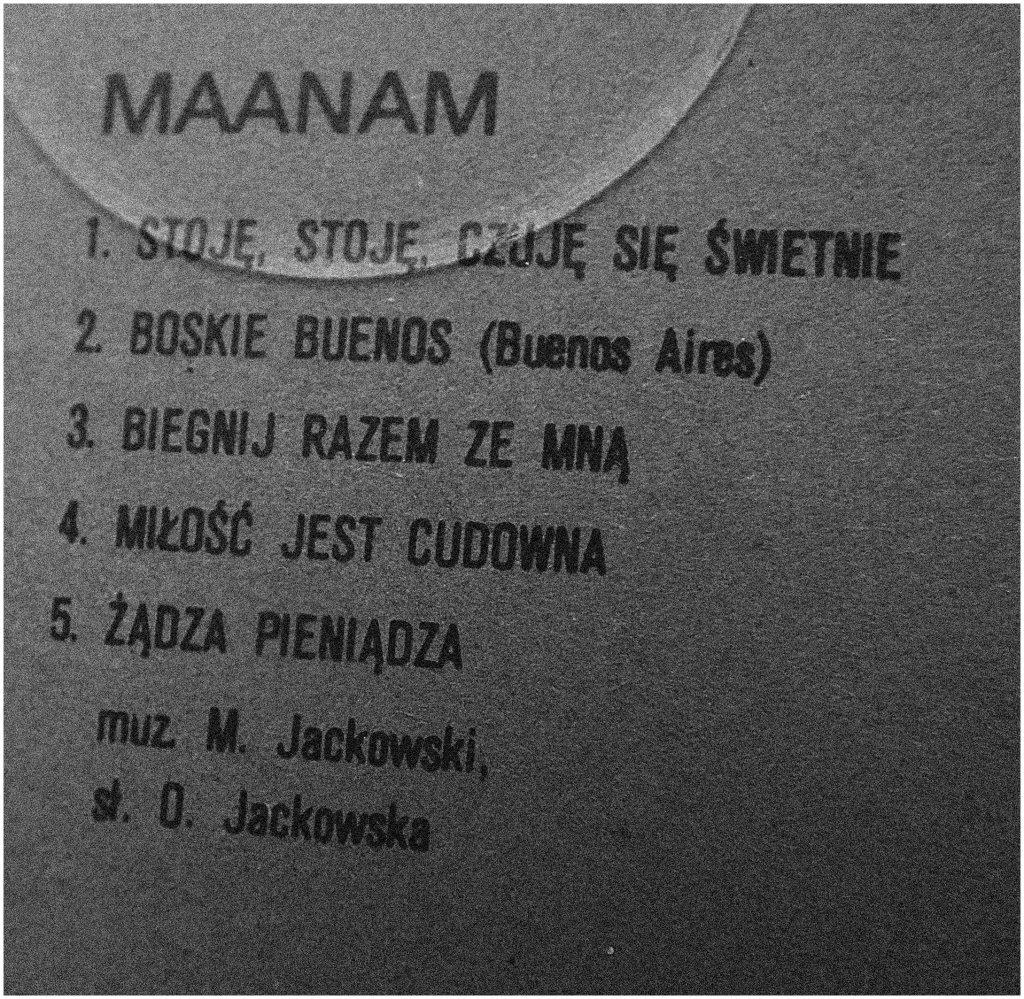 MAANAM
1. STOJĘ, STOJĘ, CZUJĘ SIĘ ŚWIETNIE
2. BOSKIE BUENOS (Buenos Aires)
3. BIEGNIJ RAZEM ZE MNĄ
4. MIŁOŚĆ JEST CUDOWNA
5. ŻĄDZA PIENIĄDZA
muz. M. Jackowski,
sł. O. Jackowska